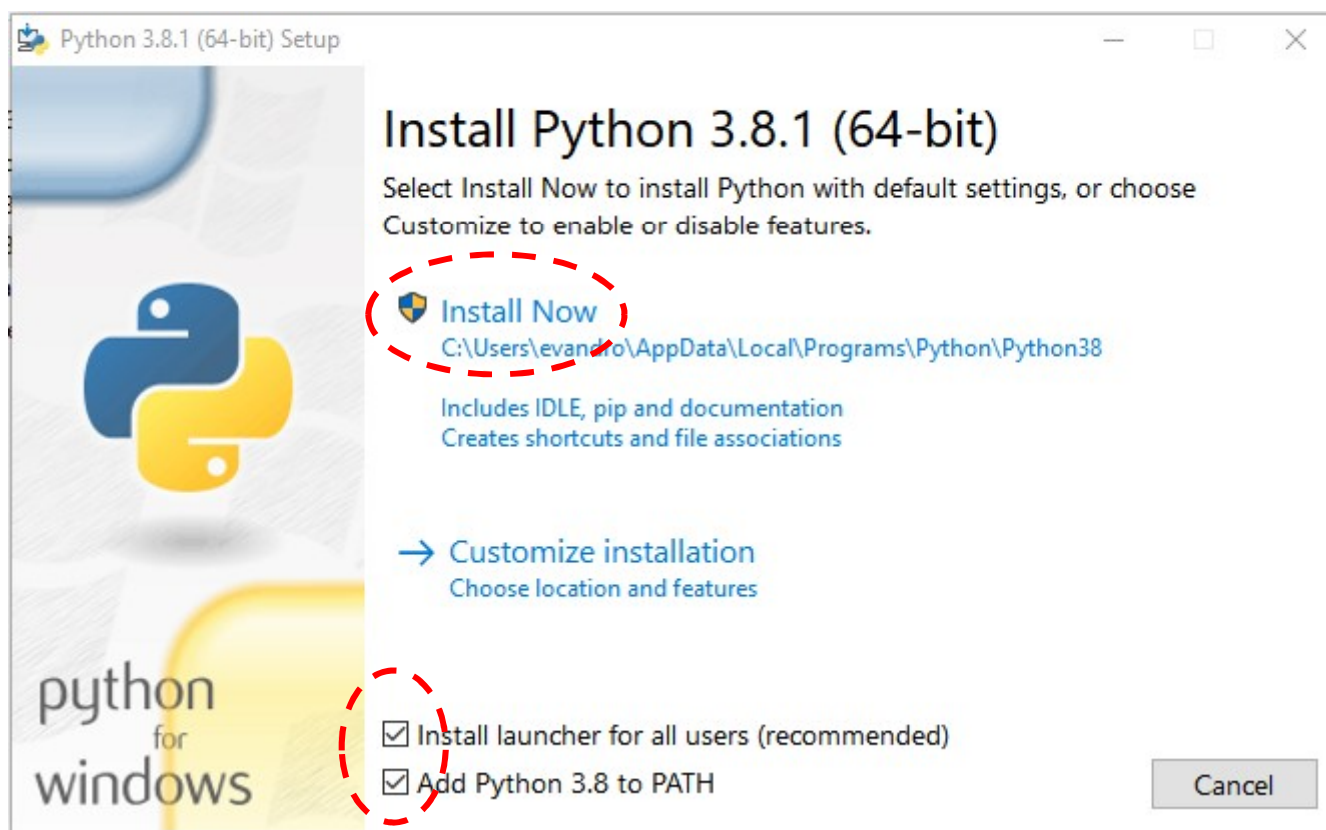 Python 3.8.1 (64-bit) Setup
Install Python 3.8.1 (64-bit)
Select Install Now to install Python with default settings, or choose
Customize to enable or disable features.
Install Now
C:\Users\evandro\AppData\Local\Programs\Python\Python38
Includes IDLE, pip and documentation
Creates shortcuts and file associations
Customize installation
Choose location and features
python
for
windows
Install launcher for all users (recommended)
Add Python 3.8 to PATH
Cancel